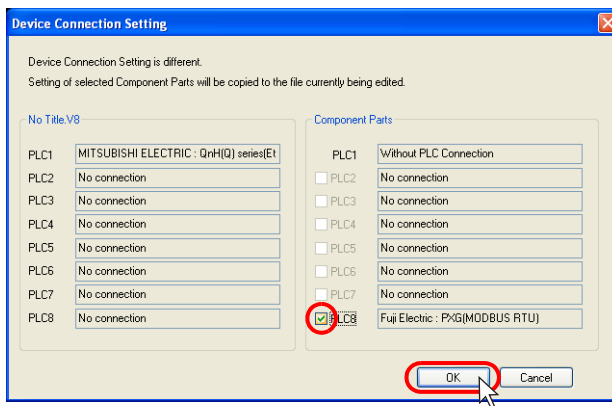 Device Connection Setting
Device Connection Setting is different.
Setting of selected Component Parts will be copied to the file currently being edited.
No Title.V8
PLC1 MITSUBISHI ELECTRIC : QnH(Q) series(Et
PLC2 No connection
PLC3 No connection
PLC4 No connection
PLC5 No connection
PLC6 No connection
PLC7 No connection
PLC8 No connection
Component Parts
PLC1 Without PLC Connection
PLC2 No connection
PLC3 No connection
PLC4 No connection
PLC5 No connection
PLC6 No connection
PLC7 No connection
PLC8 Fuji Electric : PXG(MODBUS RTU)
OK Cancel